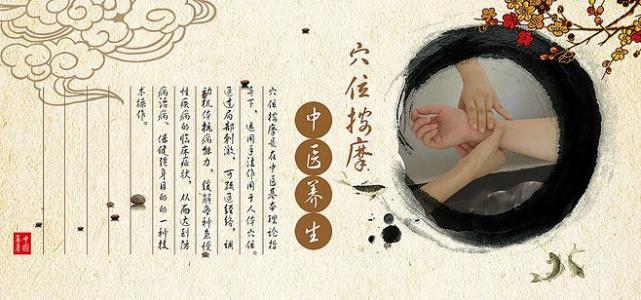 穴位按摩
中医养生
穴位按摩是在中医基本理论指
导下，运用手法作用于人体穴位。
通过局部刺激，可疏通经络，调
动机体抗病能力，缓解各种急慢
性疾病的临床症状，从而达到防
病治病、保健强身目的的一种技
术操作。
中国